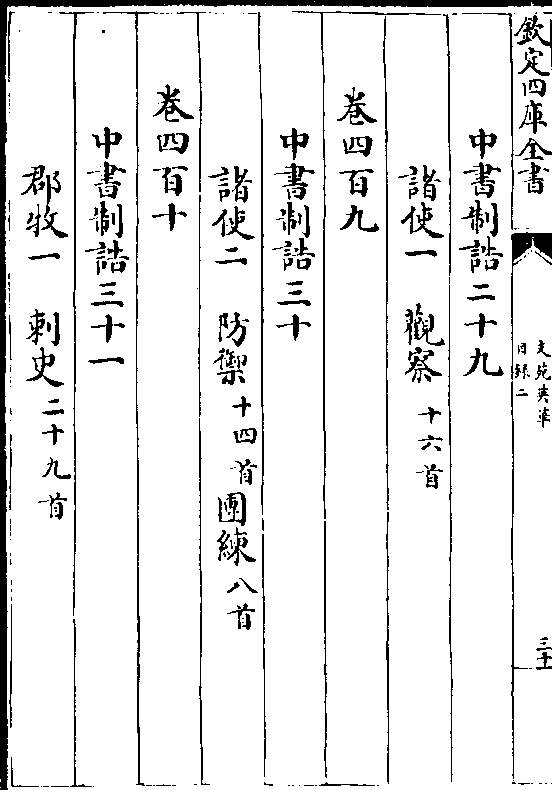 欽定四庫全書
文苑英華
目録二
三十
中書制誥二十九
諸使一 觀察十六首
卷四百九
中書制誥三十
諸使二 防禦十四首團練八首
卷四百十
中書制誥三十一
郡牧一 刺史二十九首